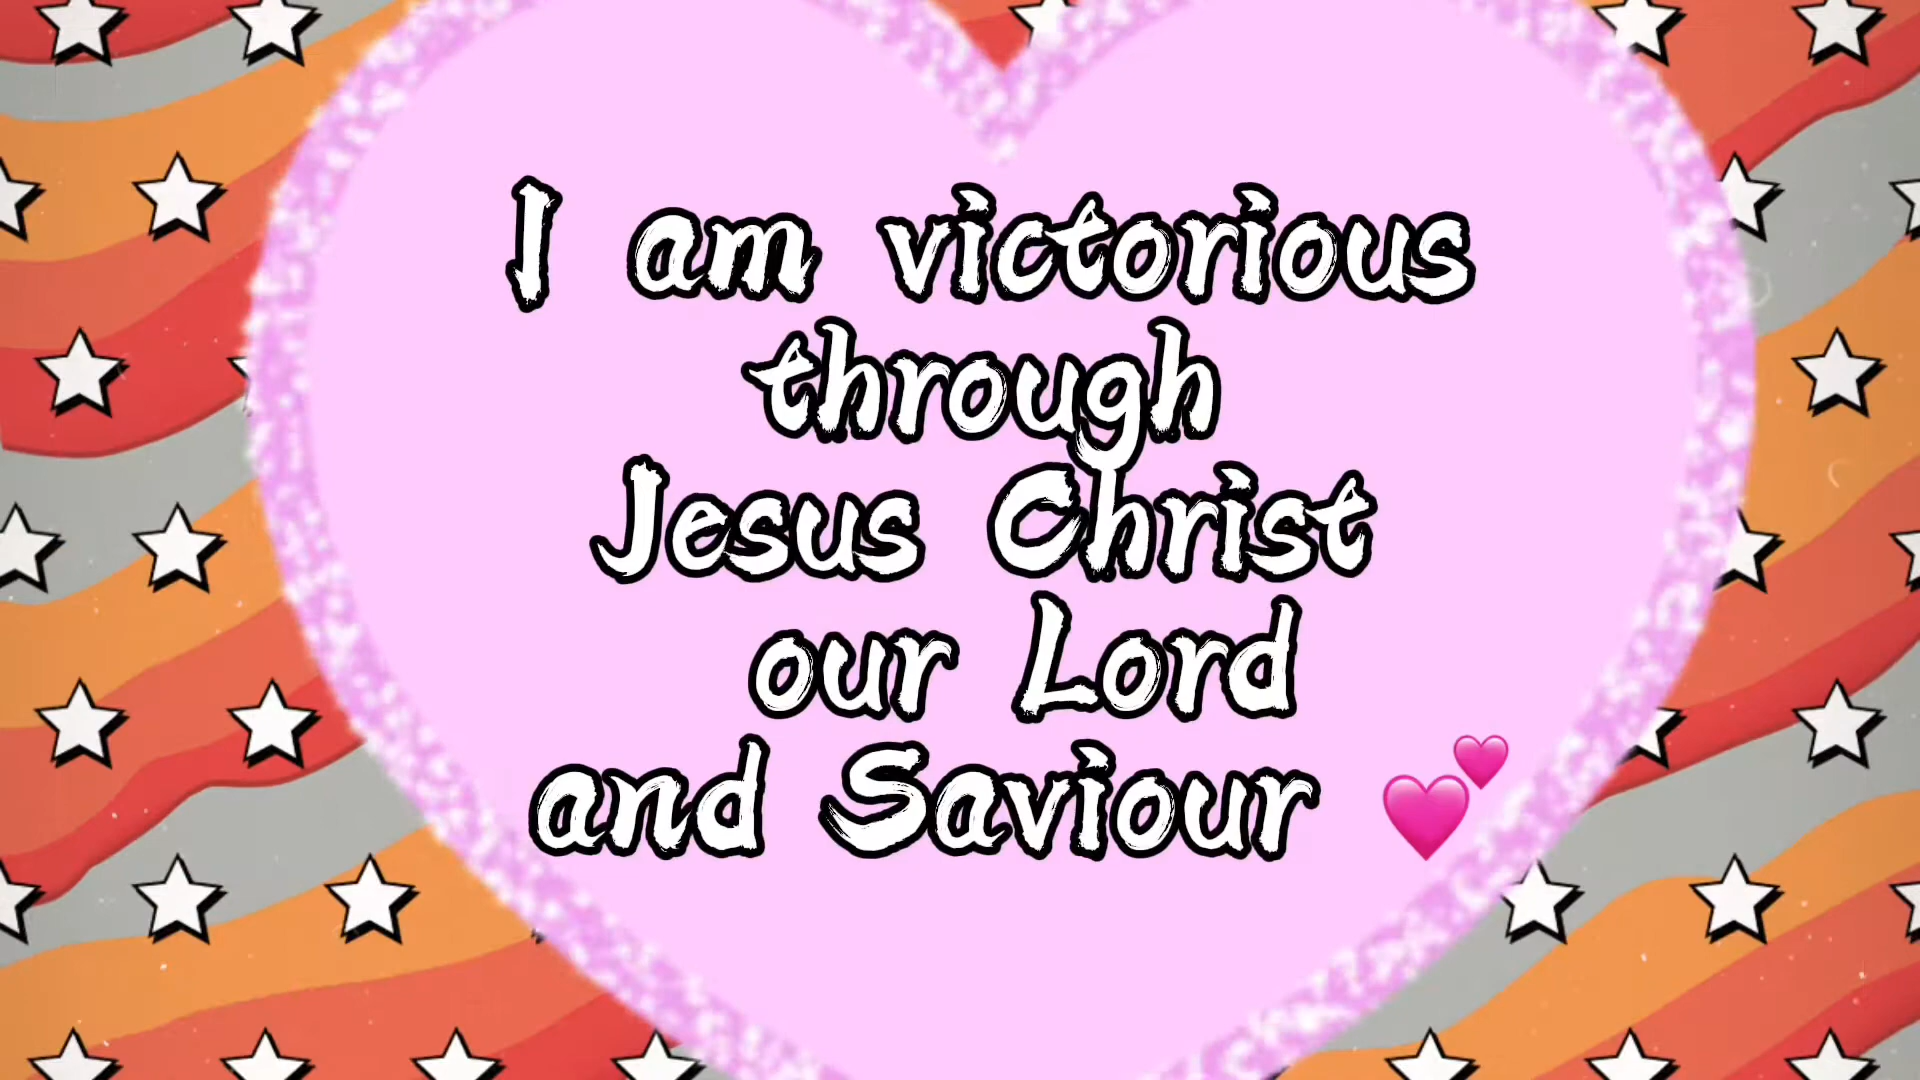 I am victorious
through
Jesus Christ
our Lord
and Saviour 💕